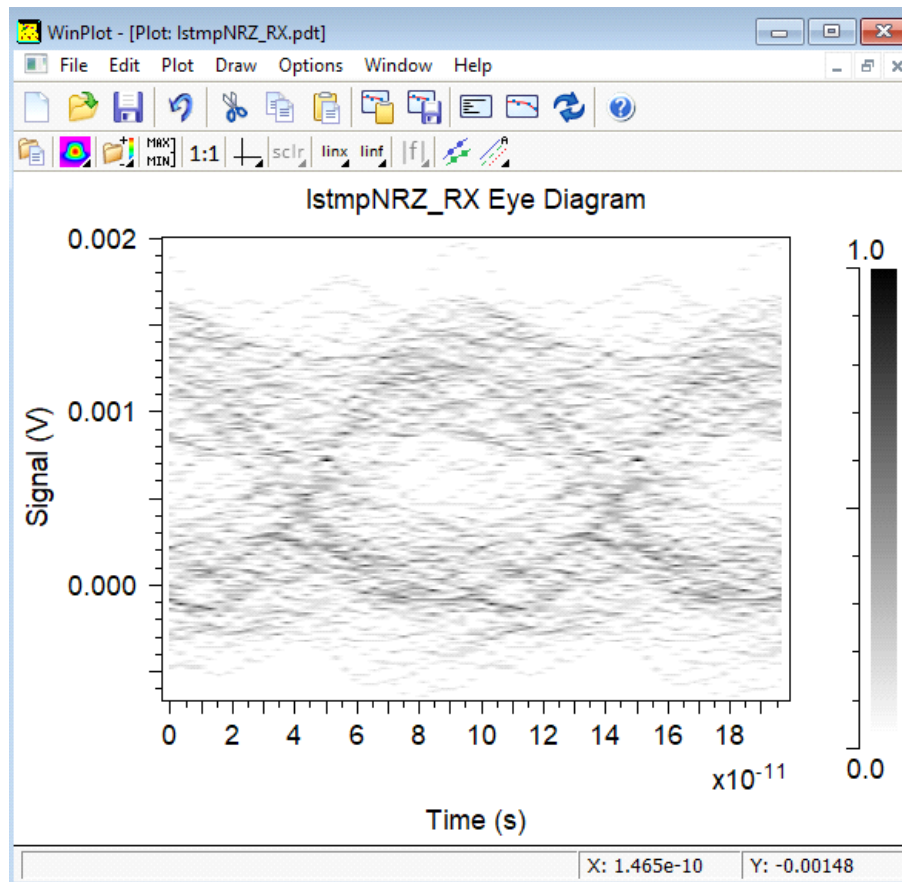 WinPlot - [Plot: lstmpNRZ_RX.pdt]
File Edit Plot Draw Options Window Help
MAX MIN 1:1 sclr linx linf |f| A
lstmpNRZ_RX Eye Diagram
1.0
0.002
0.001
0.000
Signal (V)
0 2 4 6 8 10 12 14 16 18
x10-11
0.0
Time (s)
X: 1.465e-10 Y: -0.00148